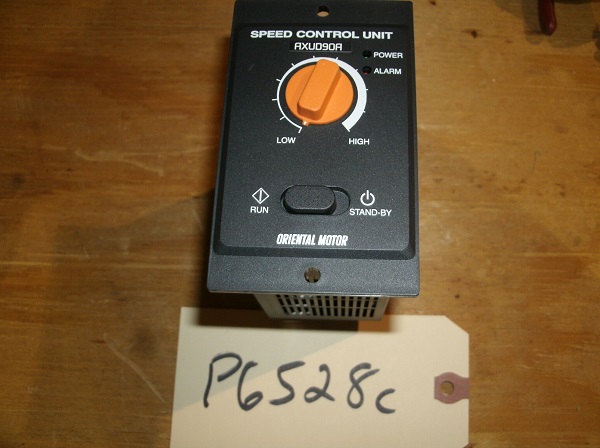 SPEED CONTROL UNIT
AXUD90A
POWER
ALARM
LOW HIGH
RUN STAND-BY
ORIENTAL MOTOR
P6528c